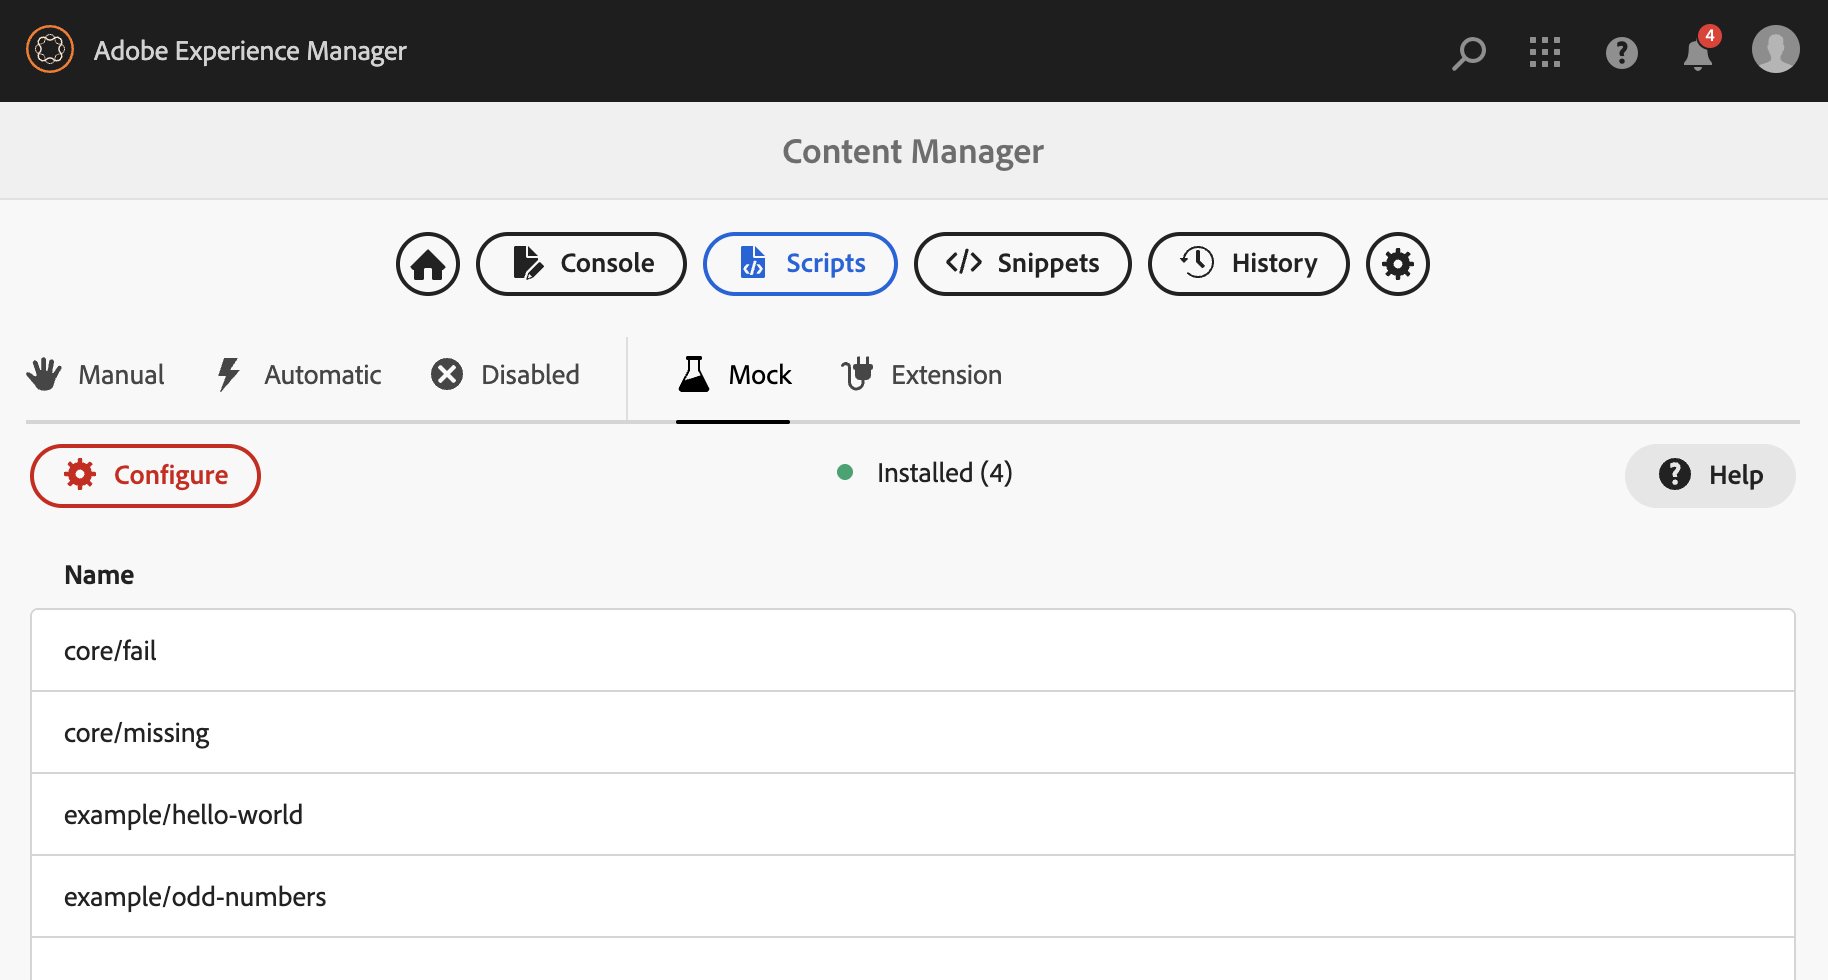 Adobe Experience Manager
4
Content Manager
Console
Scripts
Snippets
History
Manual
Automatic
Disabled
Mock
Extension
Configure
Installed (4)
Help
Name
core/fail
core/missing
example/hello-world
example/odd-numbers